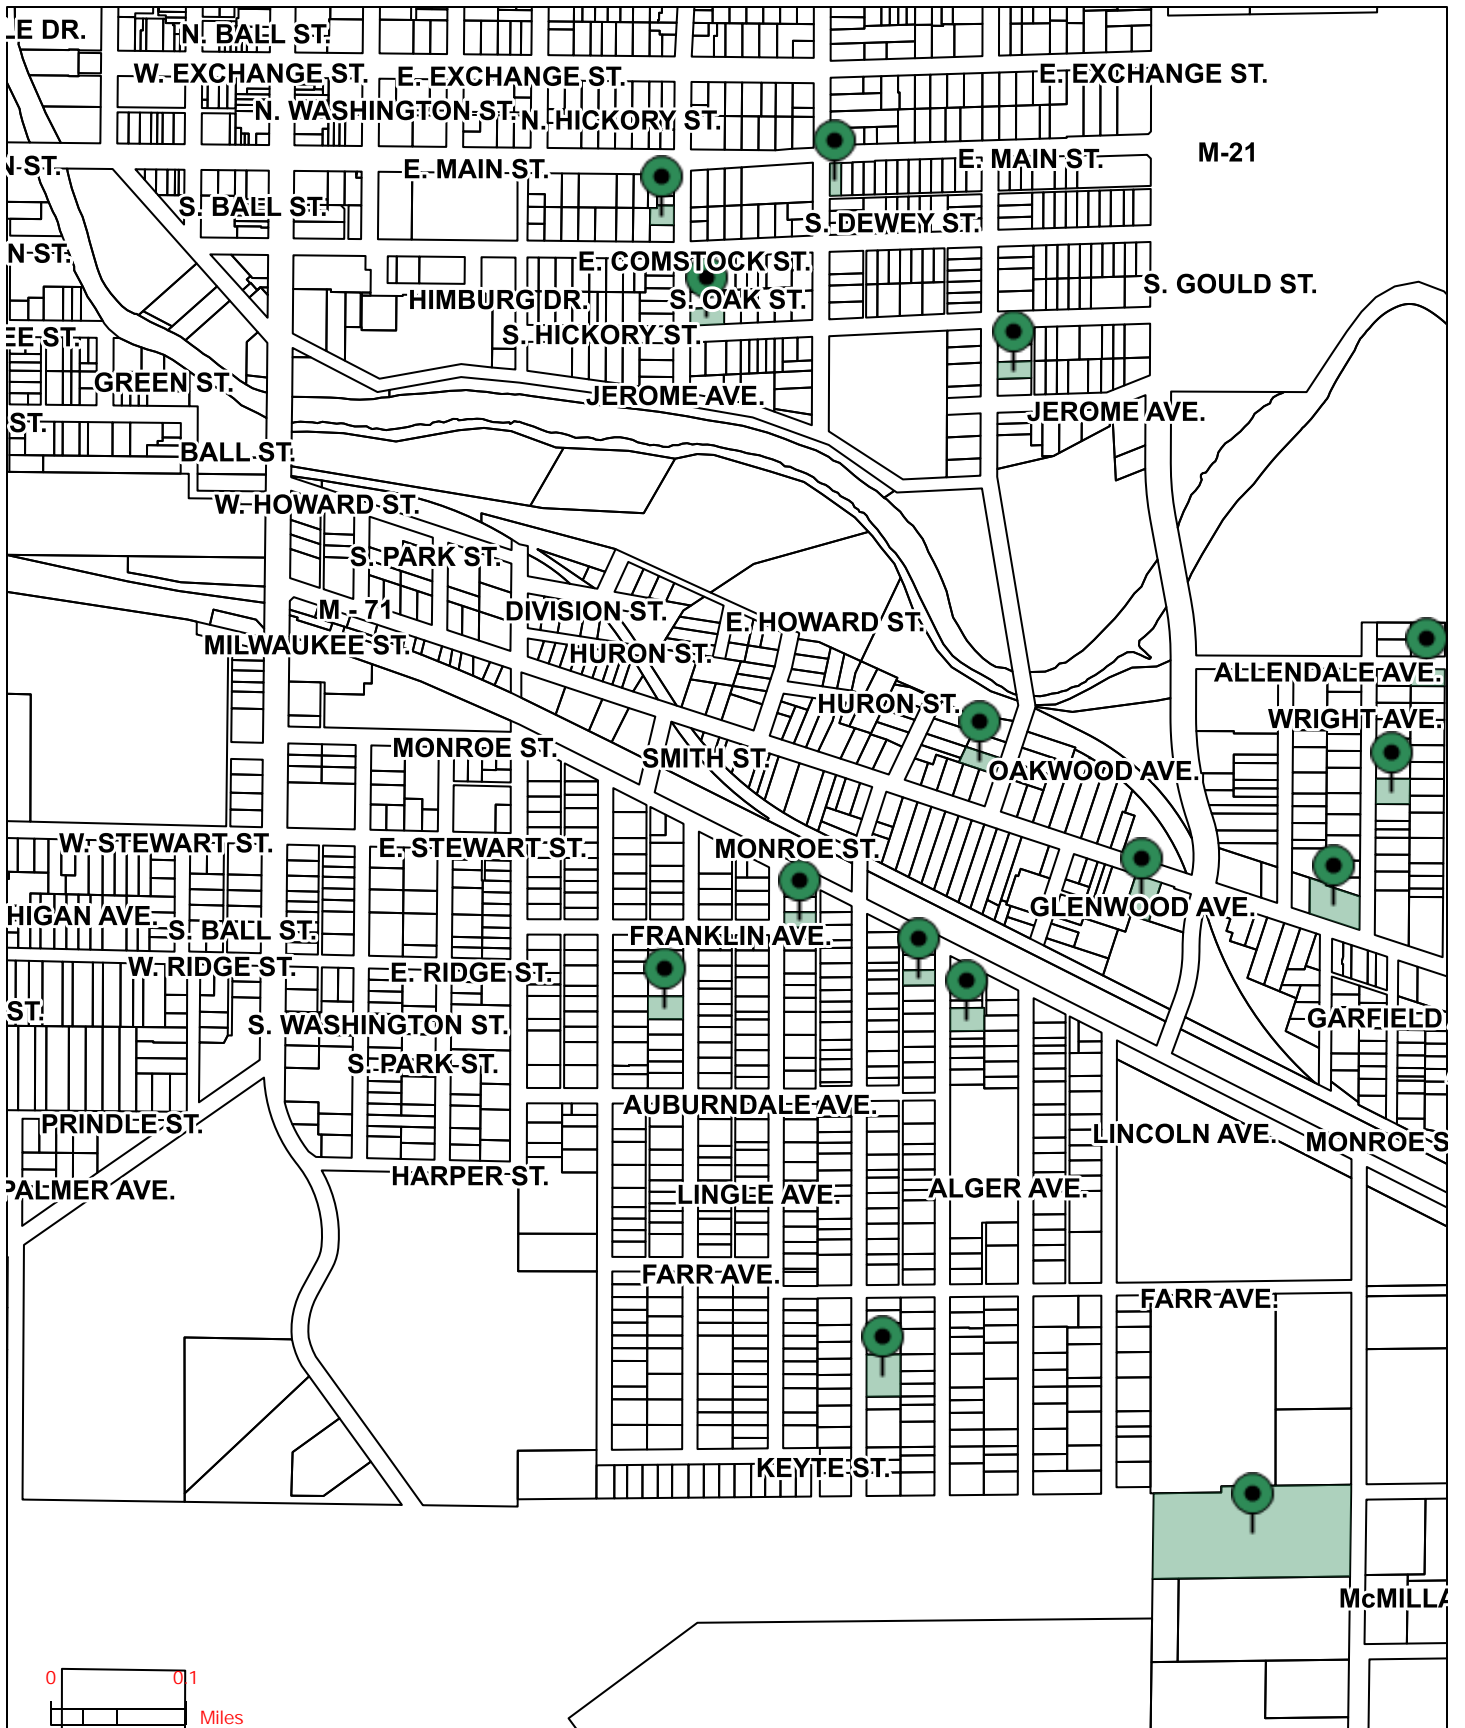 LE DR.
N. BALL ST.
W. EXCHANGE ST.
E. EXCHANGE ST.
E. EXCHANGE ST.
N. WASHINGTON ST.
N. HICKORY ST.
M-21
E. MAIN ST.
N ST.
E. MAIN ST.
S. BALL ST.
S. DEWEY ST.
N ST.
E. COMSTOCK ST.
S. GOULD ST.
HIMBURG DR.
S. OAK ST.
EE ST.
S. HICKORY ST.
GREEN ST.
JEROME AVE.
JEROME AVE.
ST.
BALL ST.
W. HOWARD ST.
S. PARK ST.
M - 71
DIVISION ST.
E. HOWARD ST.
MILWAUKEE ST.
HURON ST.
ALLENDALE AVE.
HURON ST.
WRIGHT AVE.
MONROE ST.
SMITH ST.
OAKWOOD AVE.
W. STEWART ST.
E. STEWART ST.
MONROE ST.
HIGAN AVE.
GLENWOOD AVE.
S. BALL ST.
FRANKLIN AVE.
W. RIDGE ST.
E. RIDGE ST.
ST.
S. WASHINGTON ST.
GARFIELD
S. PARK ST.
AUBURNDALE AVE.
PRINDLE ST.
LINCOLN AVE.
MONROE S
HARPER ST.
PALMER AVE.
LINGLE AVE.
ALGER AVE.
FARR AVE.
FARR AVE.
KEYTE ST.
McMILLA
0 0.1
Miles